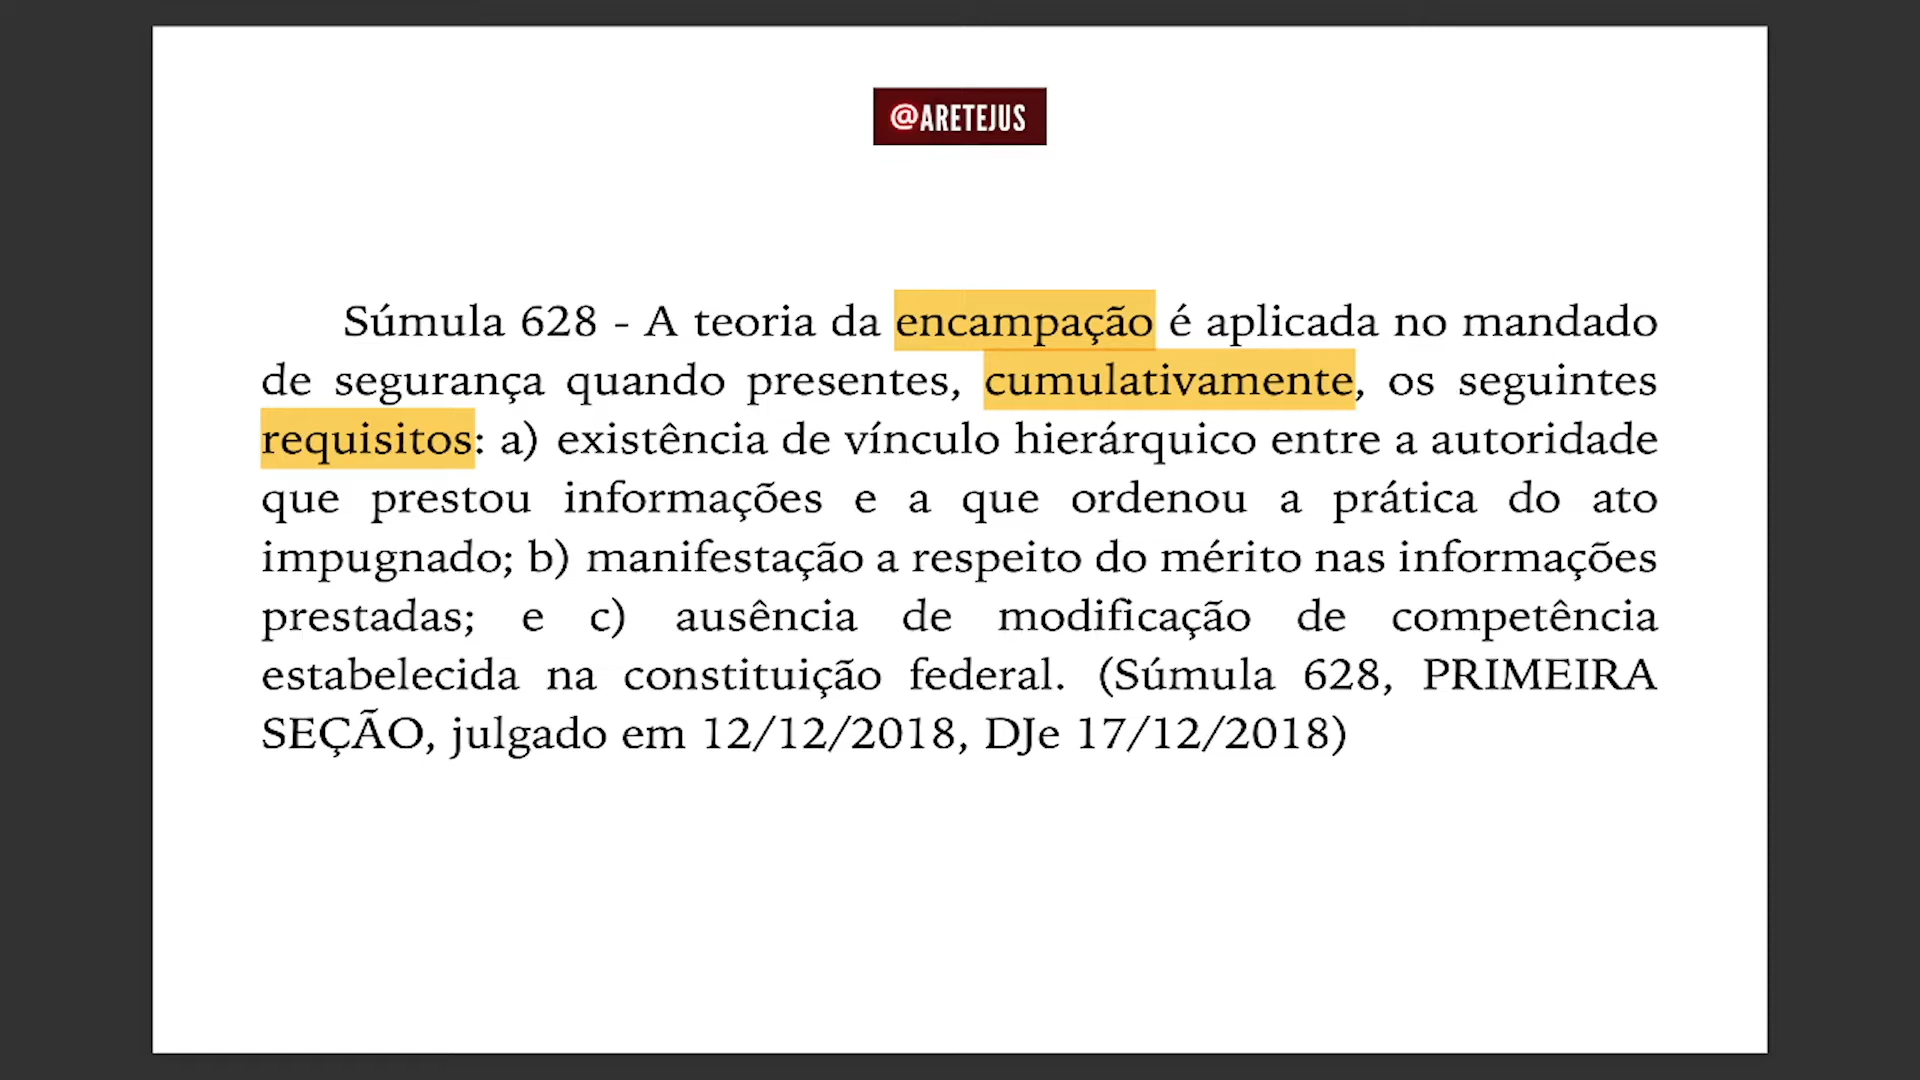 @ARETEJUS
Súmula 628 - A teoria da encampação é aplicada no mandado
de segurança quando presentes, cumulativamente, os seguintes
requisitos: a) existência de vínculo hierárquico entre a autoridade
que prestou informações e a que ordenou a prática do ato
impugnado; b) manifestação a respeito do mérito nas informações
prestadas; e c) ausência de modificação de competência
estabelecida na constituição federal. (Súmula 628, PRIMEIRA
SEÇÃO, julgado em 12/12/2018, DJe 17/12/2018)